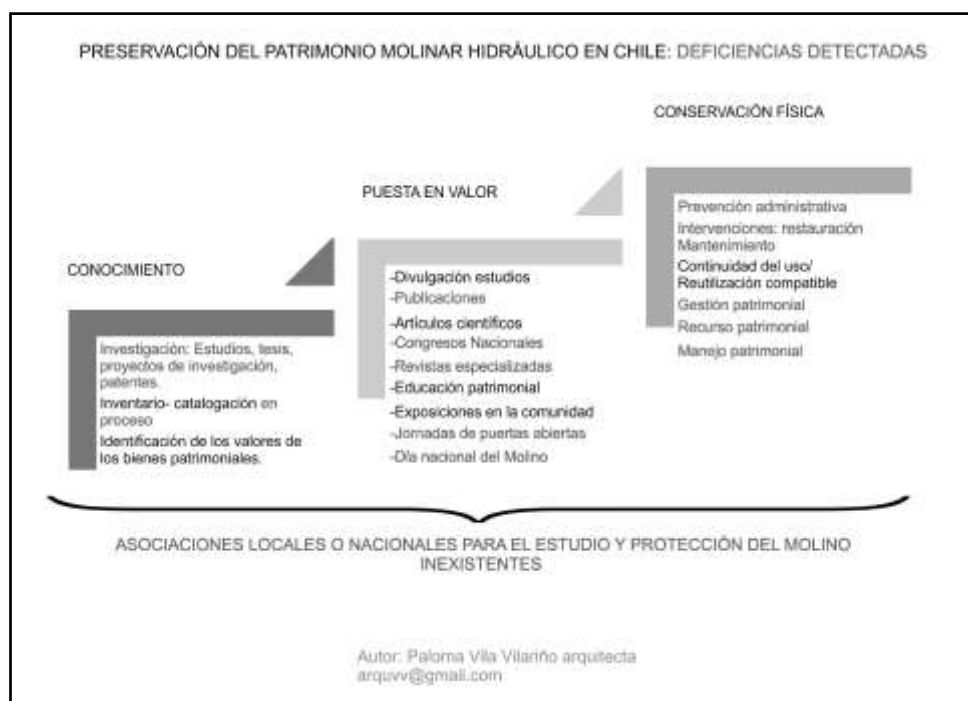 PRESERVACIÓN DEL PATRIMONIO MOLINAR HIDRÁULICO EN CHILE: DEFICIENCIAS DETECTADAS
CONOCIMIENTO
Investigación: Estudios, tesis,
proyectos de investigación,
patentes.
Inventario- catalogación en
proceso
Identificación de los valores de
los bienes patrimoniales.
PUESTA EN VALOR
-Divulgación estudios
-Publicaciones
-Artículos científicos
-Congresos Nacionales
-Revistas especializadas
-Educación patrimonial
-Exposiciones en la comunidad
-Jornadas de puertas abiertas
-Día nacional del Molino
CONSERVACIÓN FÍSICA
Prevención administrativa
Intervenciones: restauración
Mantenimiento
Continuidad del uso/
Reutilización compatible
Gestión patrimonial
Recurso patrimonial
Manejo patrimonial
ASOCIACIONES LOCALES O NACIONALES PARA EL ESTUDIO Y PROTECCIÓN DEL MOLINO
INEXISTENTES
Autor: Paloma Vila Vilariño arquitecta
arquvv@gmail.com